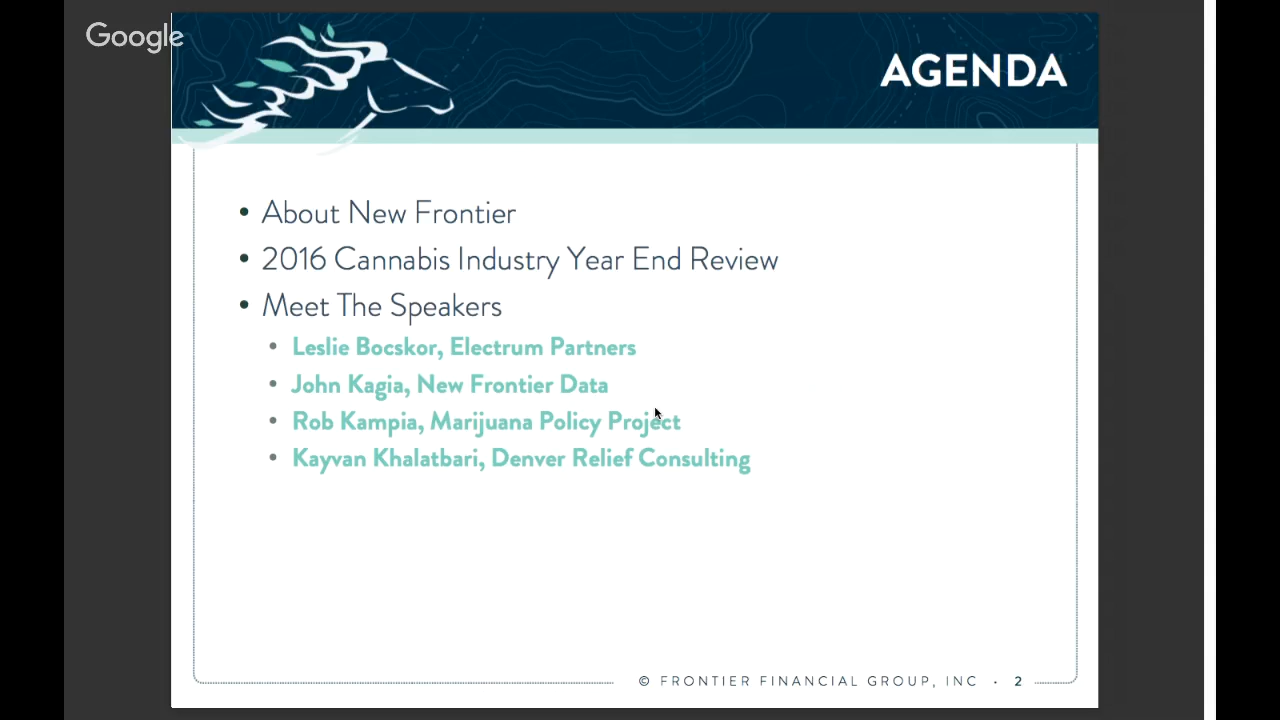 Google
AGENDA
• About New Frontier
• 2016 Cannabis Industry Year End Review
• Meet The Speakers
• Leslie Bocskor, Electrum Partners
• John Kagia, New Frontier Data
• Rob Kampia, Marijuana Policy Project
• Kayvan Khalatbari, Denver Relief Consulting
© FRONTIER FINANCIAL GROUP, INC • 2